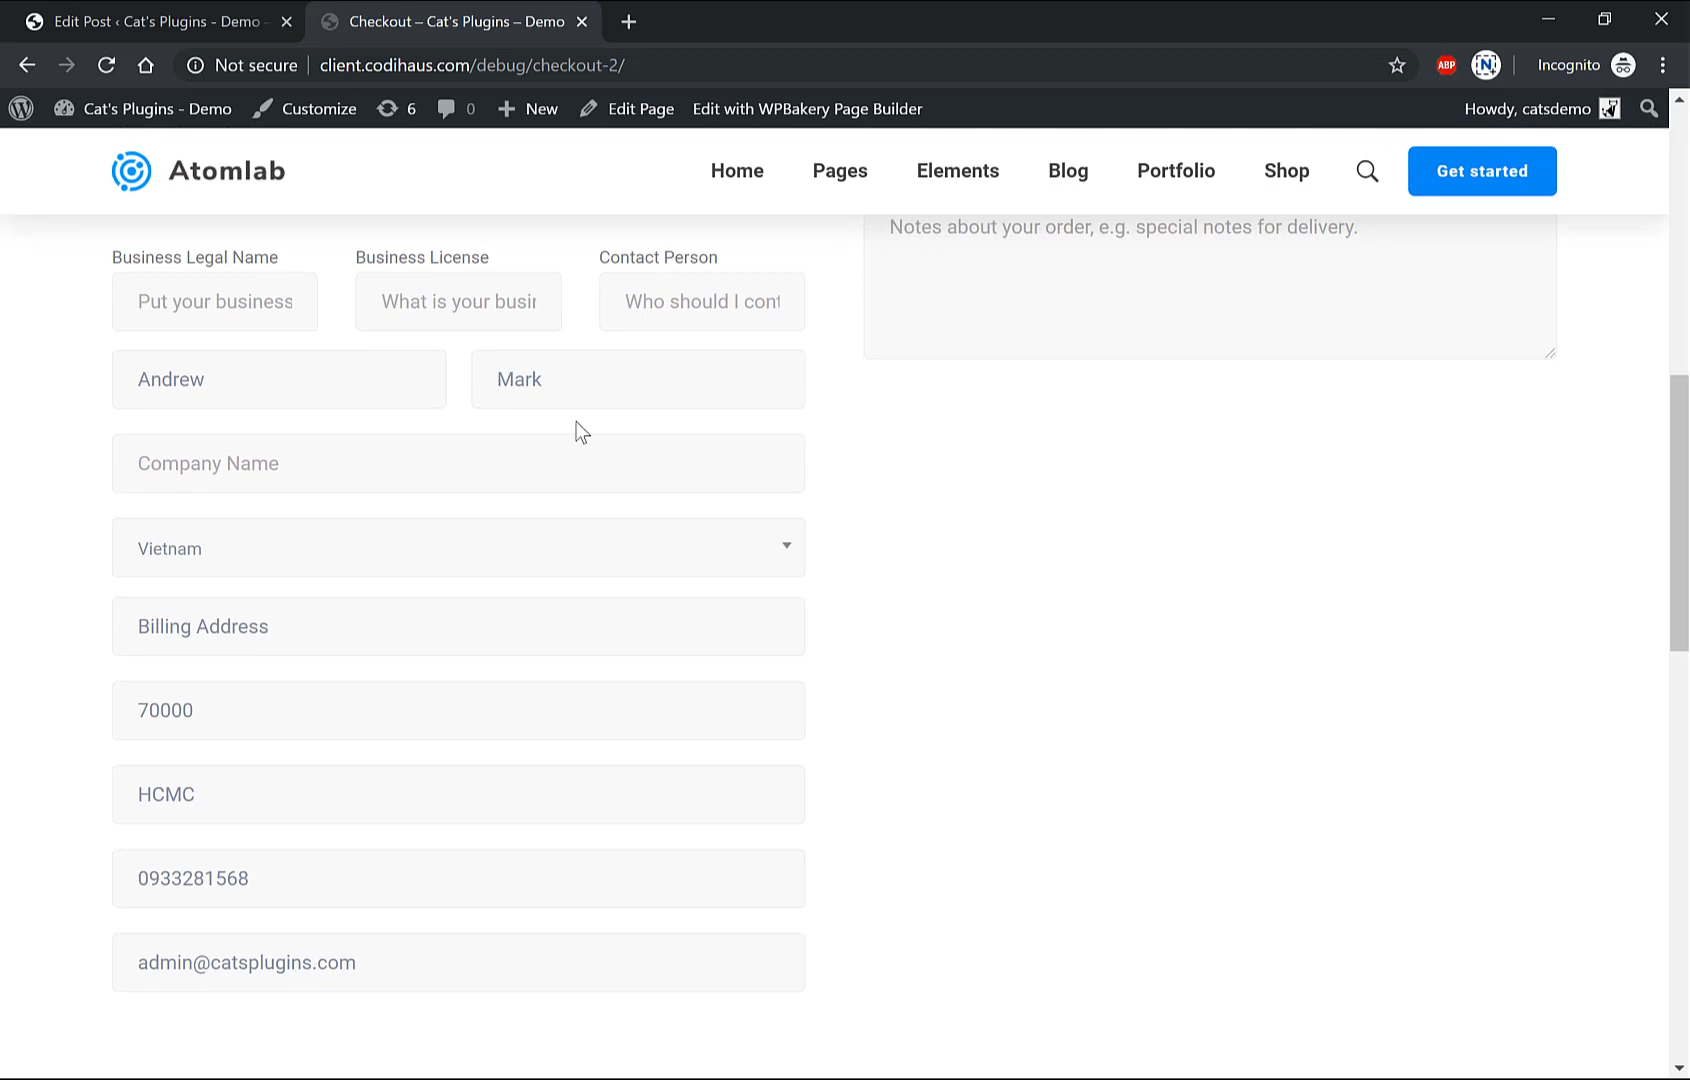 Edit Post ‹ Cat's Plugins - Demo -
Checkout – Cat's Plugins – Demo
Not secure
client.codihaus.com/debug/checkout-2/
ABP
N
Incognito
Cat's Plugins - Demo
Customize
6
0
New
Edit Page
Edit with WPBakery Page Builder
Howdy, catsdemo
Atomlab
Home
Pages
Elements
Blog
Portfolio
Shop
Get started
Notes about your order, e.g. special notes for delivery.
Business Legal Name
Business License
Contact Person
Put your business
What is your busir
Who should I cont
Andrew
Mark
Company Name
Vietnam
Billing Address
70000
HCMC
0933281568
admin@catsplugins.com